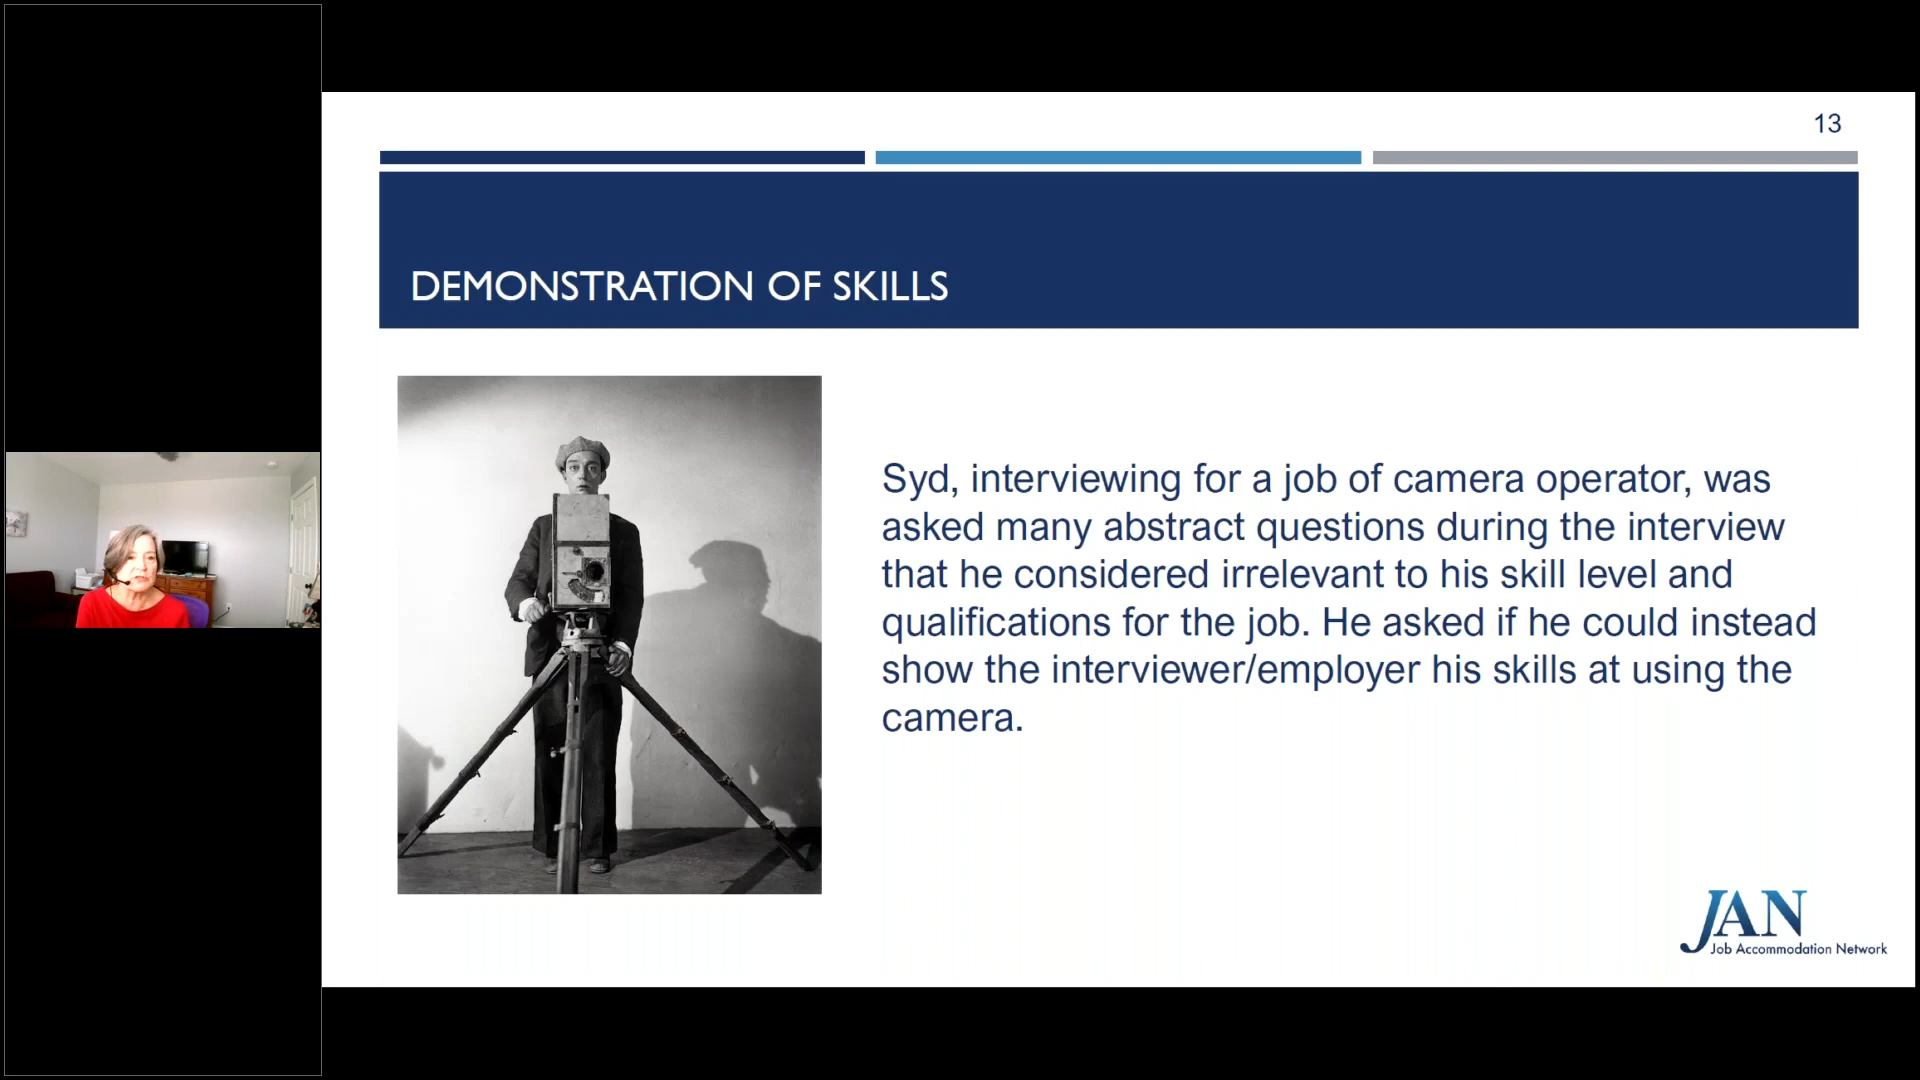 13
DEMONSTRATION OF SKILLS
Syd, interviewing for a job of camera operator, was
asked many abstract questions during the interview
that he considered irrelevant to his skill level and
qualifications for the job. He asked if he could instead
show the interviewer/employer his skills at using the
camera.
JAN
Job Accommodation Network